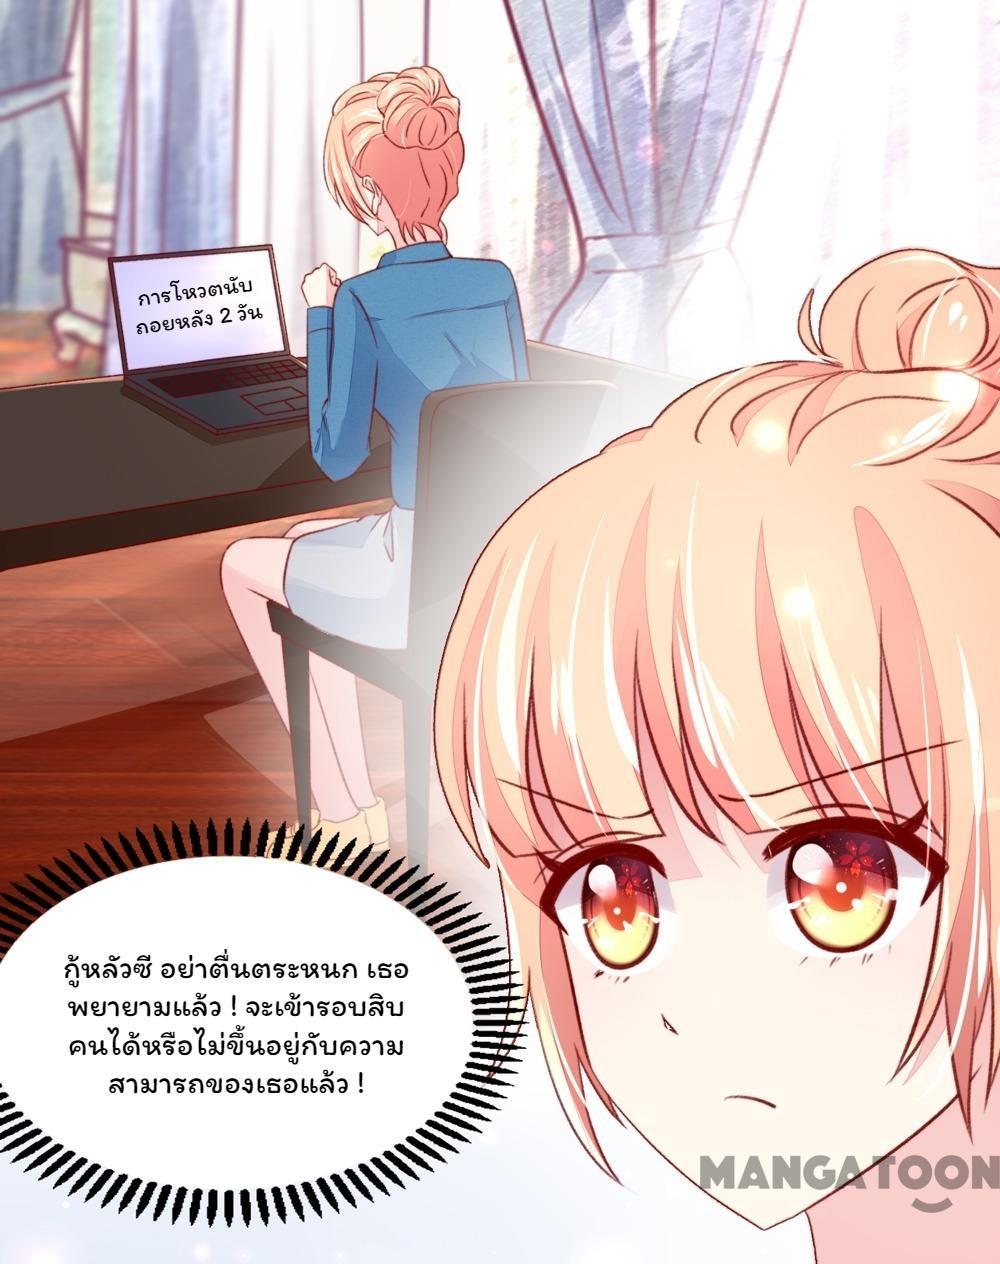 การโหวตนับ
ถอยหลัง 2 วัน
กู้หลัวซี อย่าตื่นตระหนก เธอ
พยายามแล้ว ! จะเข้ารอบสิบ
คนได้หรือไม่ขึ้นอยู่กับความ
สามารถของเธอแล้ว !
MANGATOON